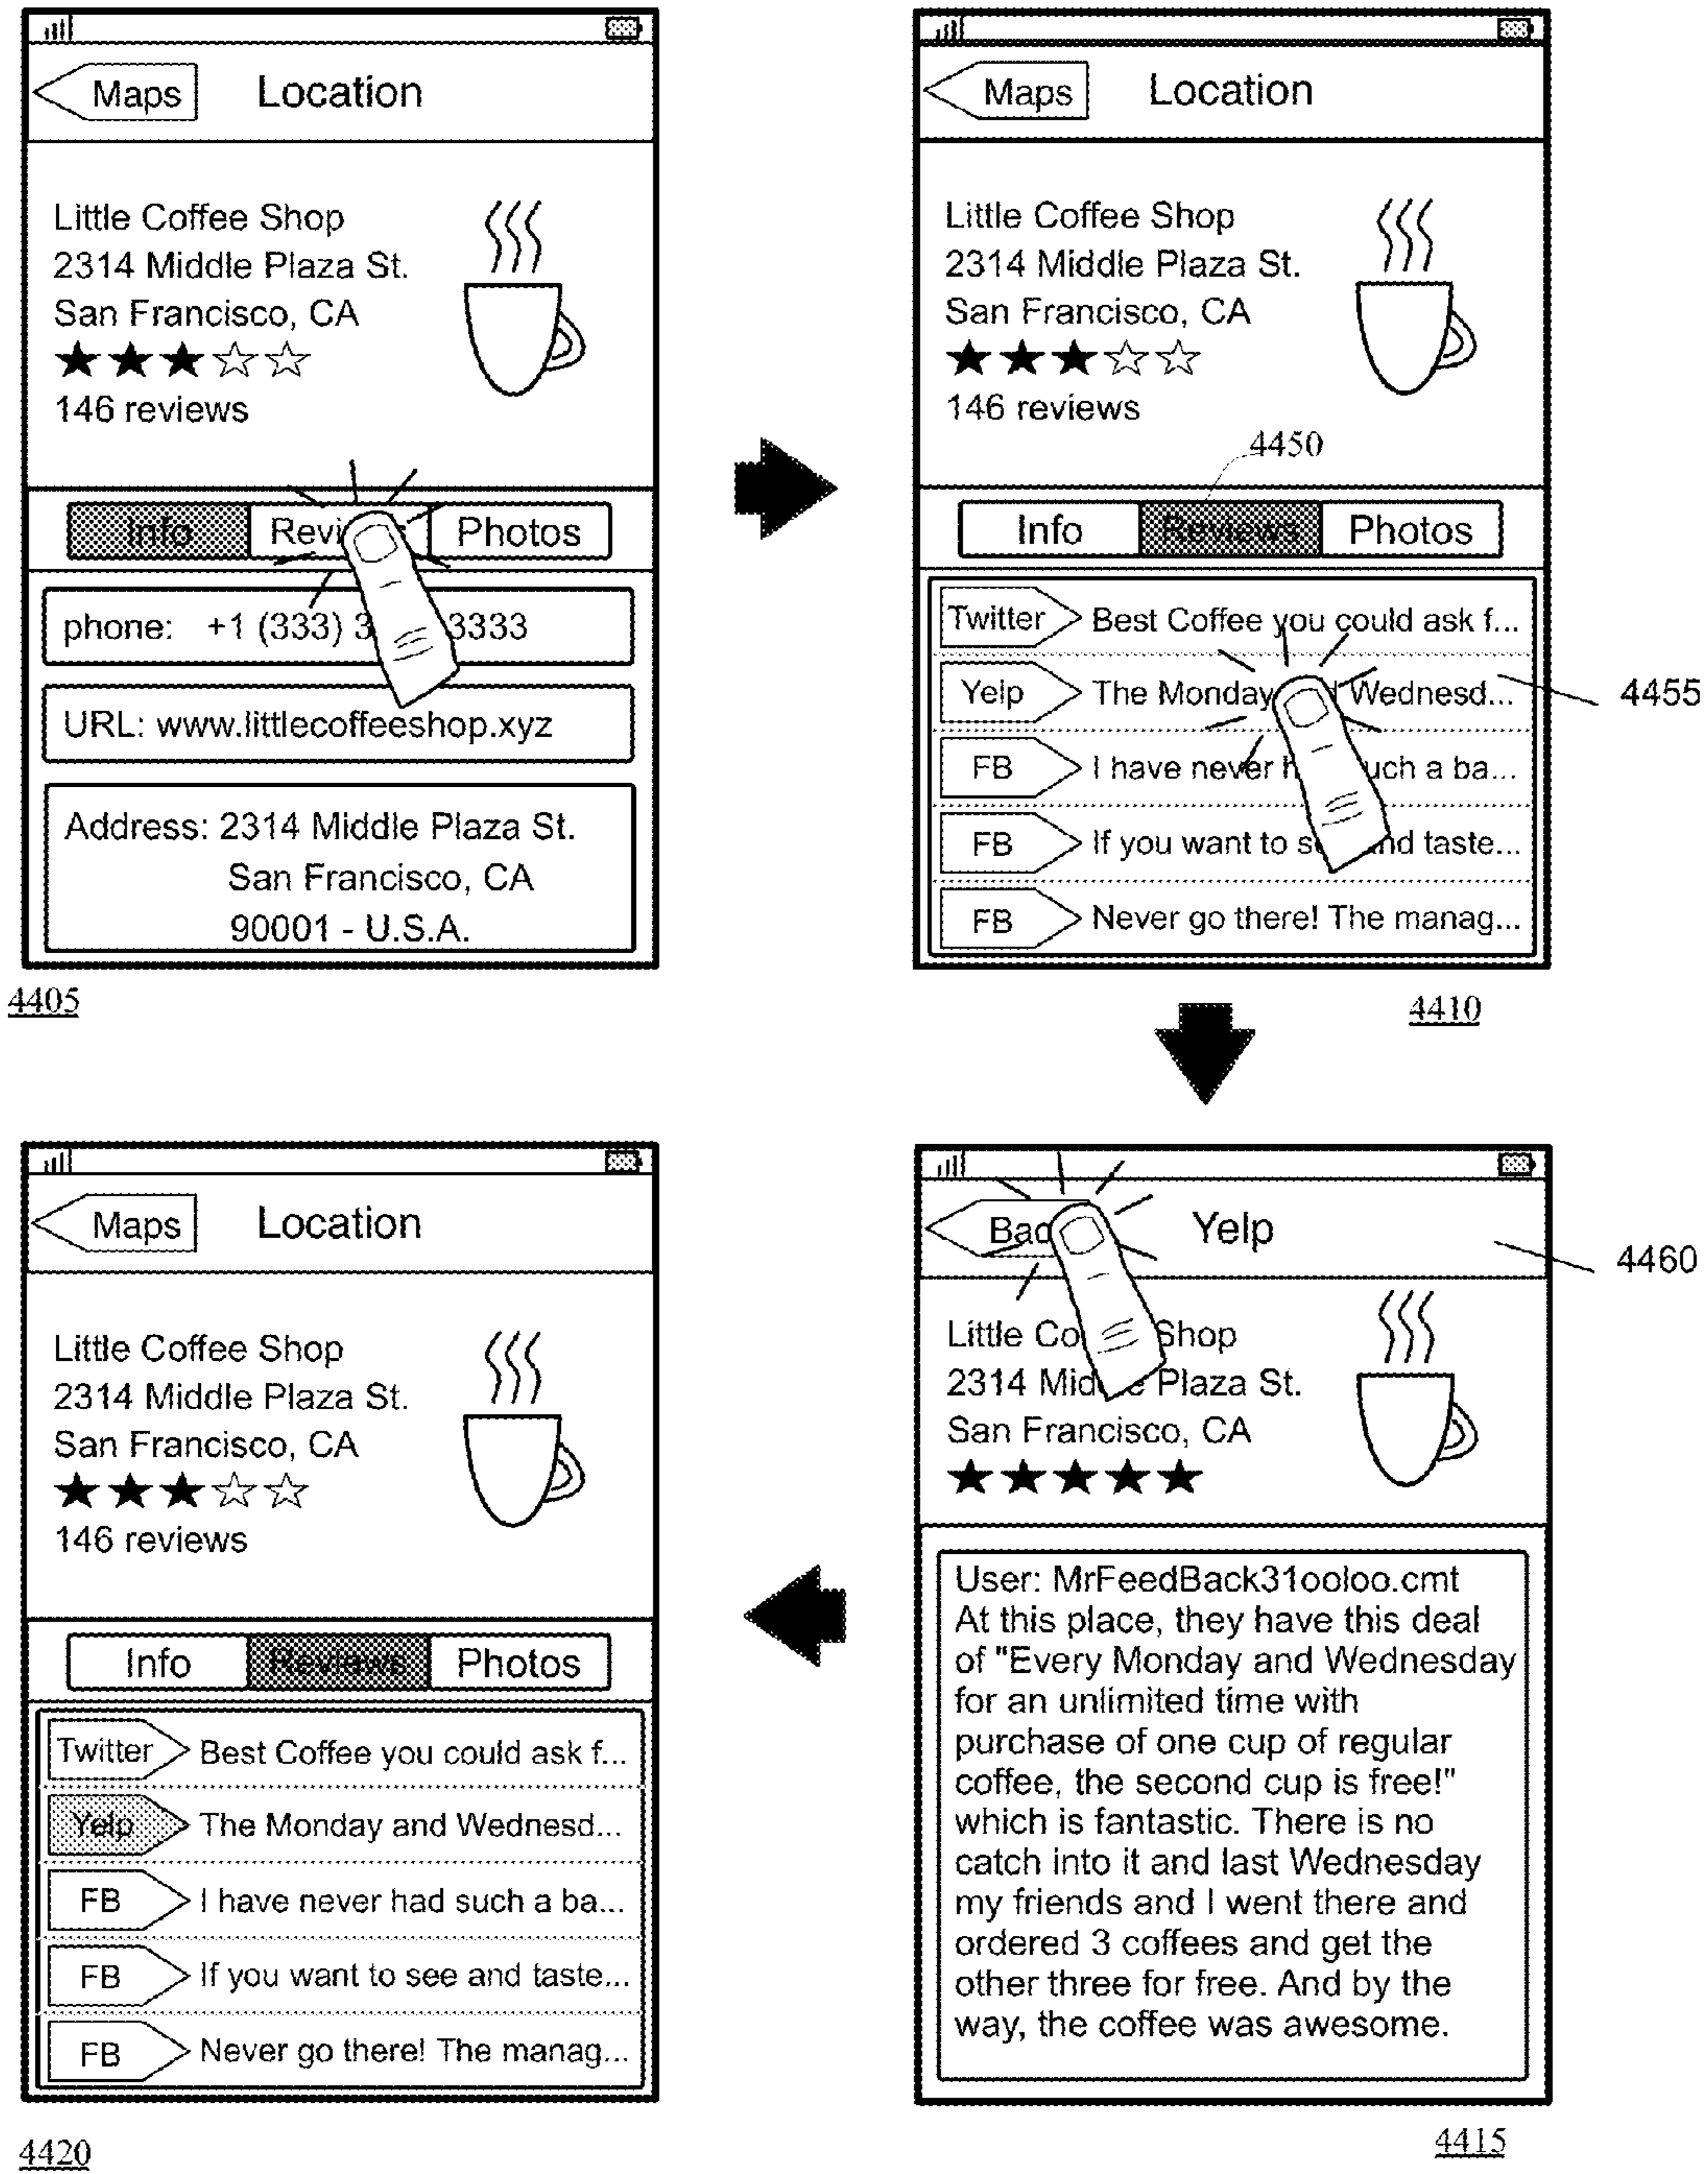 Maps
Location
Little Coffee Shop
2314 Middle Plaza St.
San Francisco, CA
146 reviews
Info
Photos
phone: +1 (333) 3 3333
URL: www.littlecoffeeshop.xyz
Address: 2314 Middle Plaza St.
San Francisco, CA
90001 - U.S.A.
4405
Maps
Location
Little Coffee Shop
2314 Middle Plaza St.
San Francisco, CA
146 reviews
4450
Info Reviews Photos
Twitter Best Coffee you could ask f...
Yelp The Monday Wednesd...
4455
FB I have never such a ba...
FB If you want to and taste...
FB Never go there! The manag...
4410
Maps
Location
Little Coffee Shop
2314 Middle Plaza St.
San Francisco, CA
146 reviews
Info Reviews Photos
Twitter Best Coffee you could ask f...
Yelp The Monday and Wednesd...
FB I have never had such a ba...
FB If you want to see and taste...
FB Never go there! The manag...
4420
Yelp
4460
Little Shop
2314 Plaza St.
San Francisco, CA
User: MrFeedBack31ooloo.cmt
At this place, they have this deal
of "Every Monday and Wednesday
for an unlimited time with
purchase of one cup of regular
coffee, the second cup is free!"
which is fantastic. There is no
catch into it and last Wednesday
my friends and I went there and
ordered 3 coffees and get the
other three for free. And by the
way, the coffee was awesome.
4415